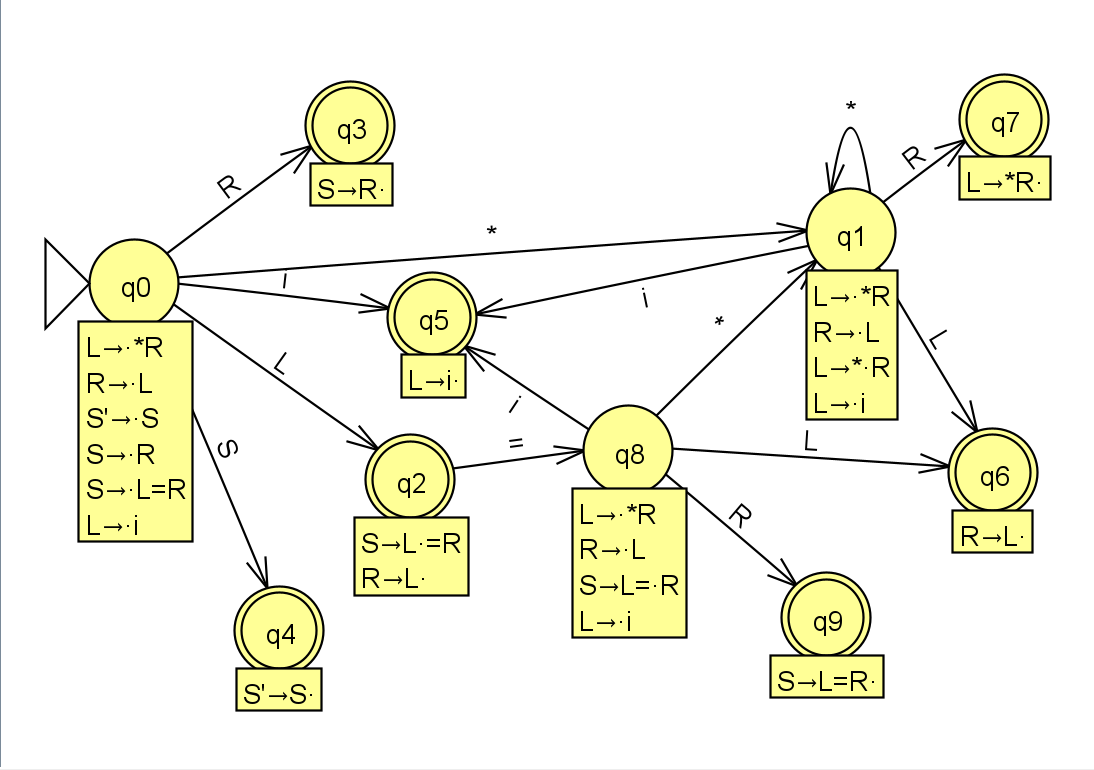 q3
S→R·
R
q7
L→*R·
R
*
q1
L→·*R
R→·L
L→*·R
L→·i
*
q0
L→·*R
R→·L
S'→·S
S→·R
S→·L=R
L→·i
i
q5
L→i·
i
L
S
*
i
L
q2
S→L·=R
R→L·
=
q8
L→·*R
R→·L
S→L=·R
L→·i
L
q6
R→L·
R
q9
S→L=R·
q4
S'→S·